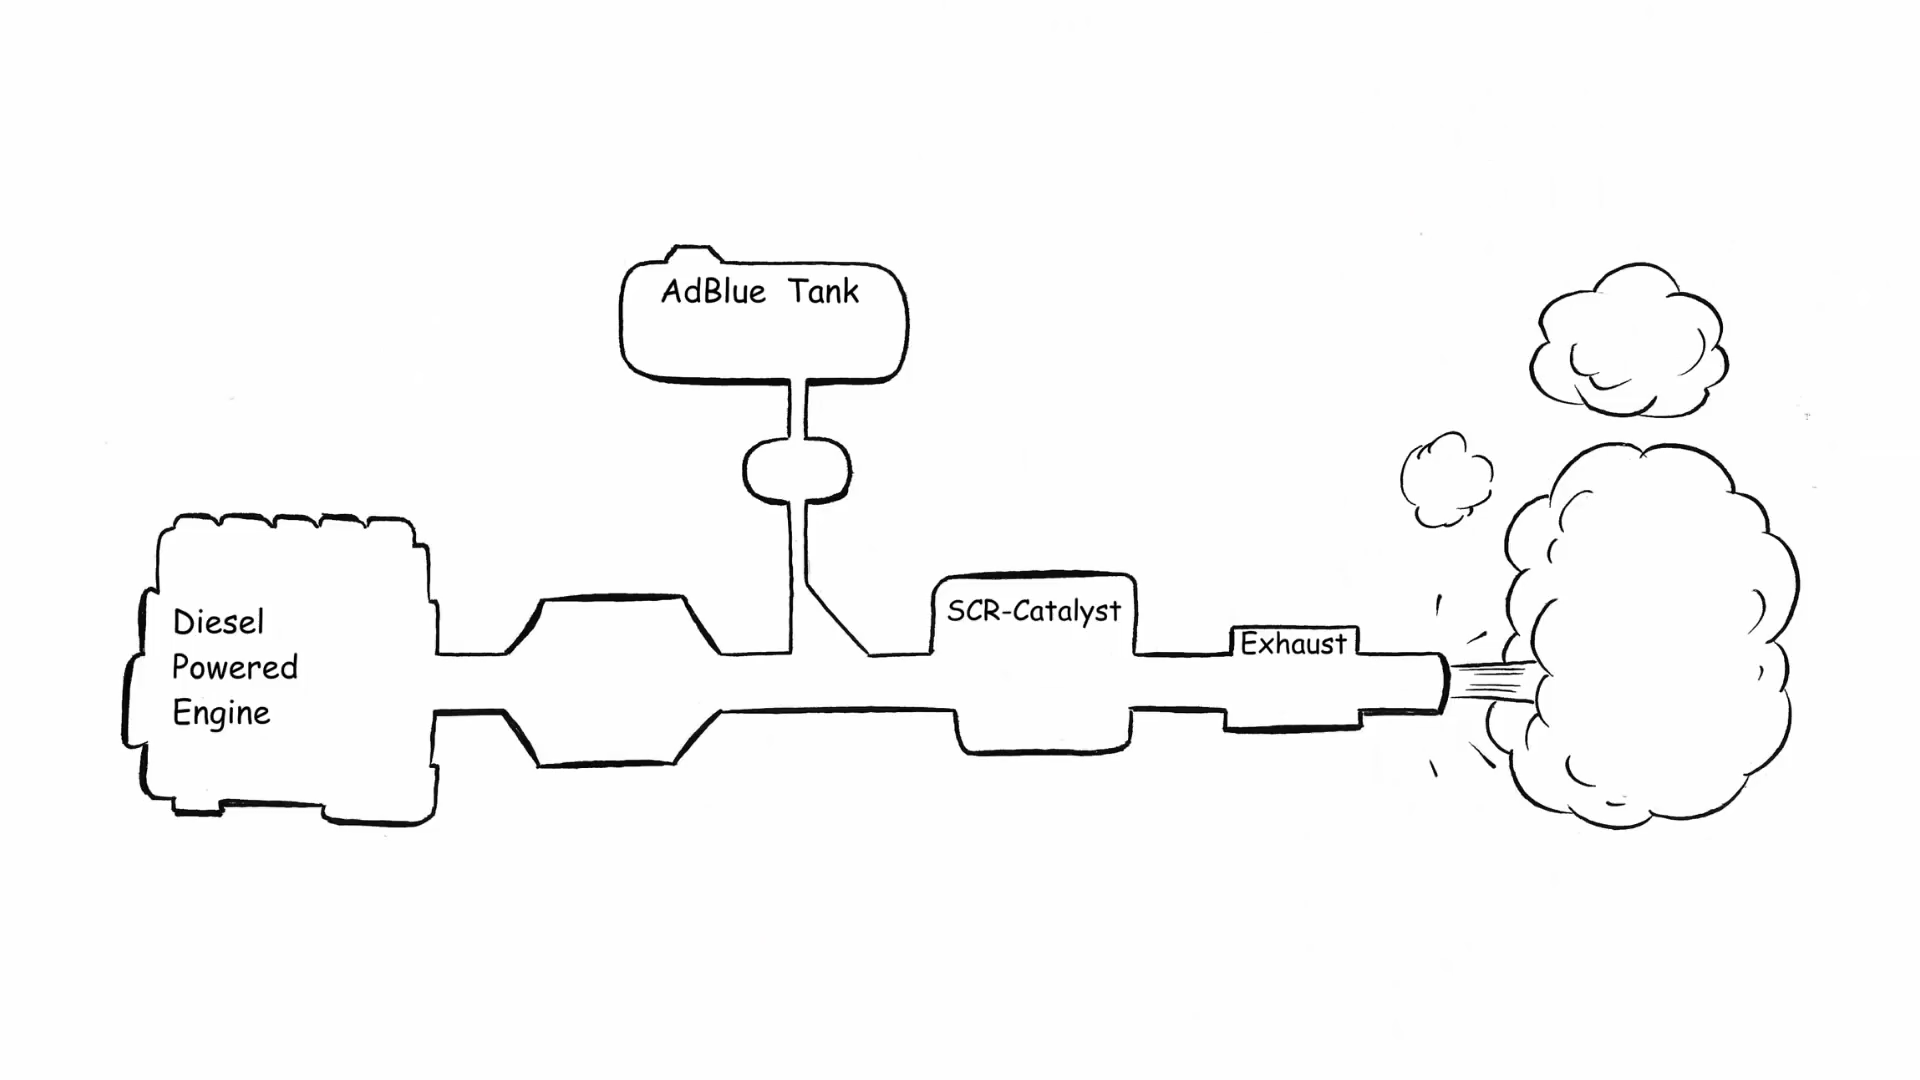 AdBlue Tank
Diesel
Powered
Engine
SCR-Catalyst
Exhaust